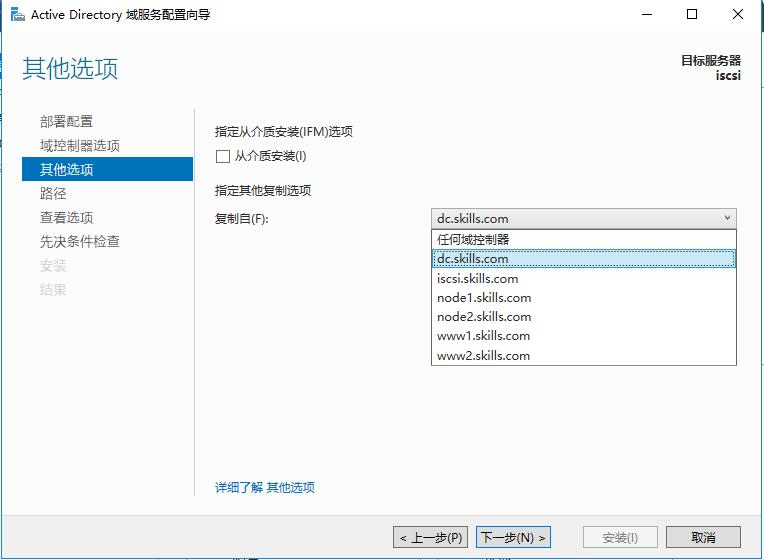 Active Directory 域服务配置向导
其他选项
目标服务器
iscsi
部署配置
域控制器选项
其他选项
路径
查看选项
先决条件检查
安装
结果
指定从介质安装(IFM)选项
从介质安装(I)
指定其他复制选项
复制自(F):
dc.skills.com
任何域控制器
dc.skills.com
iscsi.skills.com
node1.skills.com
node2.skills.com
www1.skills.com
www2.skills.com
详细了解 其他选项
< 上一步(P)
下一步(N) >
安装(I)
取消